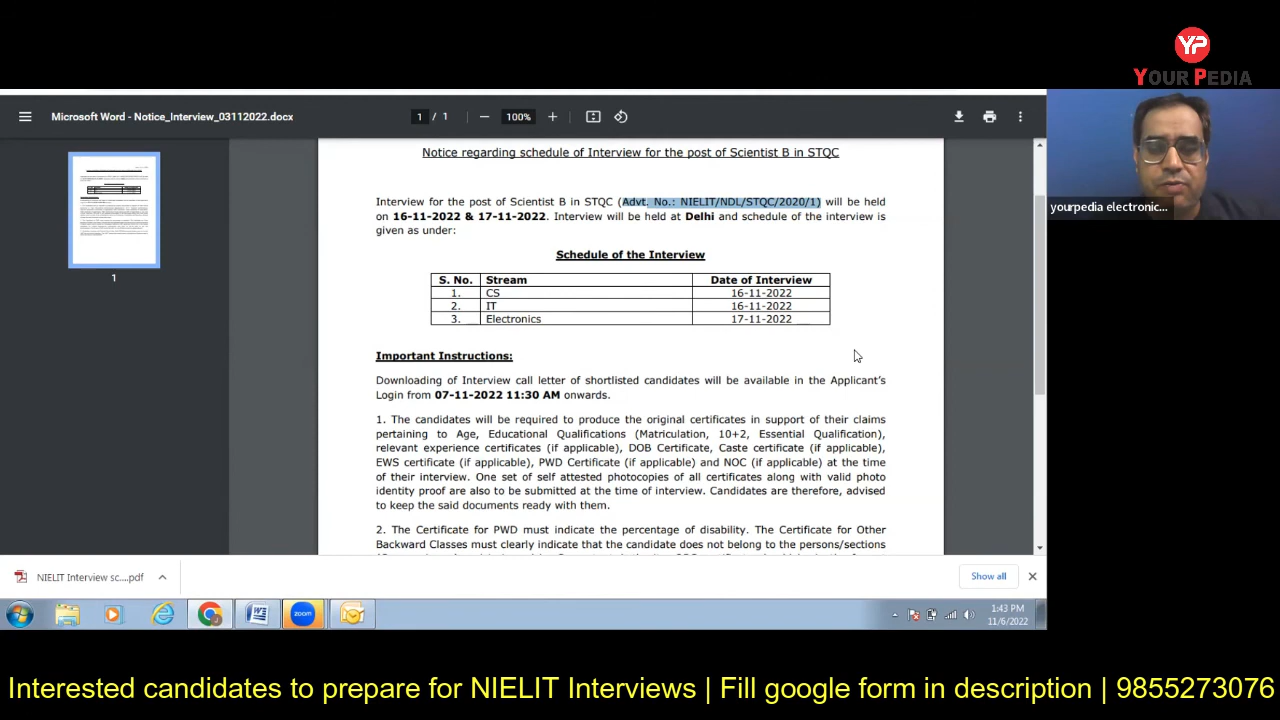 YP
YOUR PEDIA
Microsoft Word - Notice_Interview_03112022.docx
1 / 1
100%
yourpedia electronic...
1
Notice regarding schedule of Interview for the post of Scientist B in STQC
Interview for the post of Scientist B in STQC (Advt. No.: NIELIT/NDL/STQC/2020/1) will be held
on 16-11-2022 & 17-11-2022. Interview will be held at Delhi and schedule of the interview is
given as under:
Schedule of the Interview
S. No. Stream Date of Interview
1. CS 16-11-2022
2. IT 16-11-2022
3. Electronics 17-11-2022
Important Instructions:
Downloading of Interview call letter of shortlisted candidates will be available in the Applicant's
Login from 07-11-2022 11:30 AM onwards.
1. The candidates will be required to produce the original certificates in support of their claims
pertaining to Age, Educational Qualifications (Matriculation, 10+2, Essential Qualification),
relevant experience certificates (if applicable), DOB Certificate, Caste certificate (if applicable),
EWS certificate (if applicable), PWD Certificate (if applicable) and NOC (if applicable) at the time
of their interview. One set of self attested photocopies of all certificates along with valid photo
identity proof are also to be submitted at the time of interview. Candidates are therefore, advised
to keep the said documents ready with them.
2. The Certificate for PWD must indicate the percentage of disability. The Certificate for Other
Backward Classes must clearly indicate that the candidate does not belong to the persons/sections
NIELIT Interview sc....pdf
Show all
zoom
1:43 PM
11/6/2022
Interested candidates to prepare for NIELIT Interviews | Fill google form in description | 9855273076